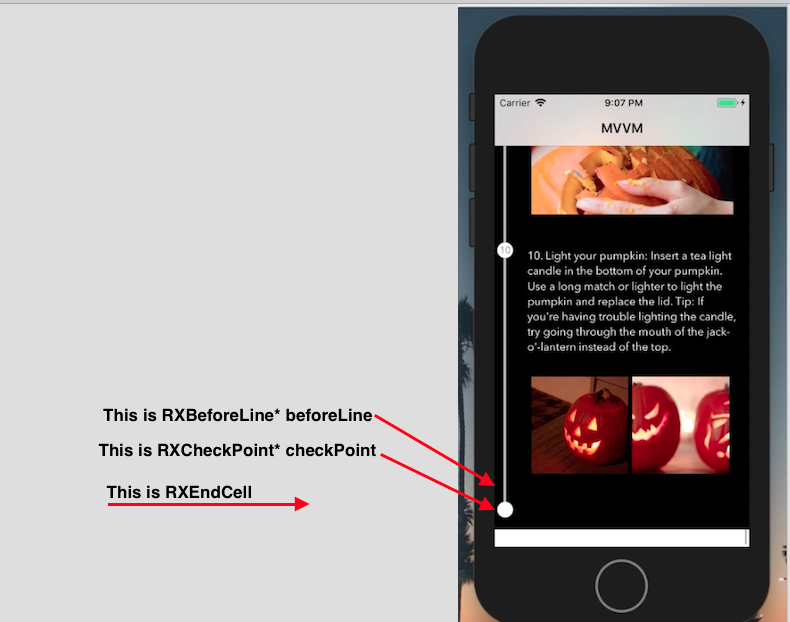 Carrier 9:07 PM
MVVM
10
10. Light your pumpkin: Insert a tea light
candle in the bottom of your pumpkin.
Use a long match or lighter to light the
pumpkin and replace the lid. Tip: If
you're having trouble lighting the candle,
try going through the mouth of the jack-
o'-lantern instead of the top.
This is RXBeforeLine* beforeLine
This is RXCheckPoint* checkPoint
This is RXEndCell